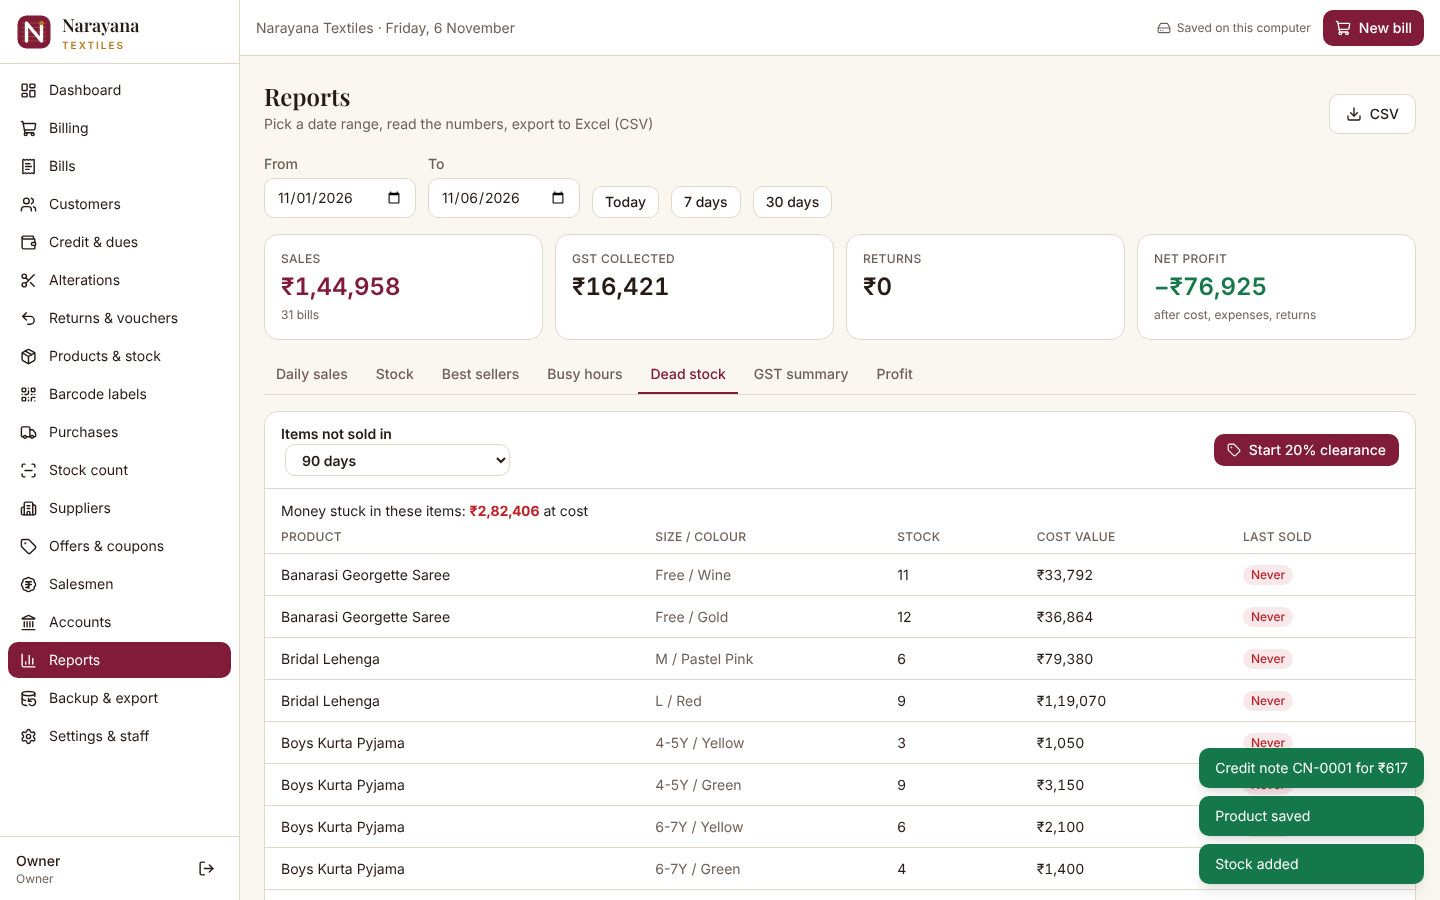 Narayana
TEXTILES
Dashboard
Billing
Bills
Customers
Credit & dues
Alterations
Returns & vouchers
Products & stock
Barcode labels
Purchases
Stock count
Suppliers
Offers & coupons
Salesmen
Accounts
Reports
Backup & export
Settings & staff
Owner
Owner
Narayana Textiles · Friday, 6 November
Saved on this computer
New bill
Reports
Pick a date range, read the numbers, export to Excel (CSV)
CSV
From To
11/01/2026 11/06/2026 Today 7 days 30 days
SALES
₹1,44,958
31 bills
GST COLLECTED
₹16,421
RETURNS
₹0
NET PROFIT
−₹76,925
after cost, expenses, returns
Daily sales Stock Best sellers Busy hours Dead stock GST summary Profit
Items not sold in
90 days
Start 20% clearance
Money stuck in these items: ₹2,82,406 at cost
PRODUCT SIZE / COLOUR STOCK COST VALUE LAST SOLD
Banarasi Georgette Saree Free / Wine 11 ₹33,792 Never
Banarasi Georgette Saree Free / Gold 12 ₹36,864 Never
Bridal Lehenga M / Pastel Pink 6 ₹79,380 Never
Bridal Lehenga L / Red 9 ₹1,19,070 Never
Boys Kurta Pyjama 4-5Y / Yellow 3 ₹1,050 Never
Boys Kurta Pyjama 4-5Y / Green 9 ₹3,150
Boys Kurta Pyjama 6-7Y / Yellow 6 ₹2,100
Boys Kurta Pyjama 6-7Y / Green 4 ₹1,400
Credit note CN-0001 for ₹617
Product saved
Stock added